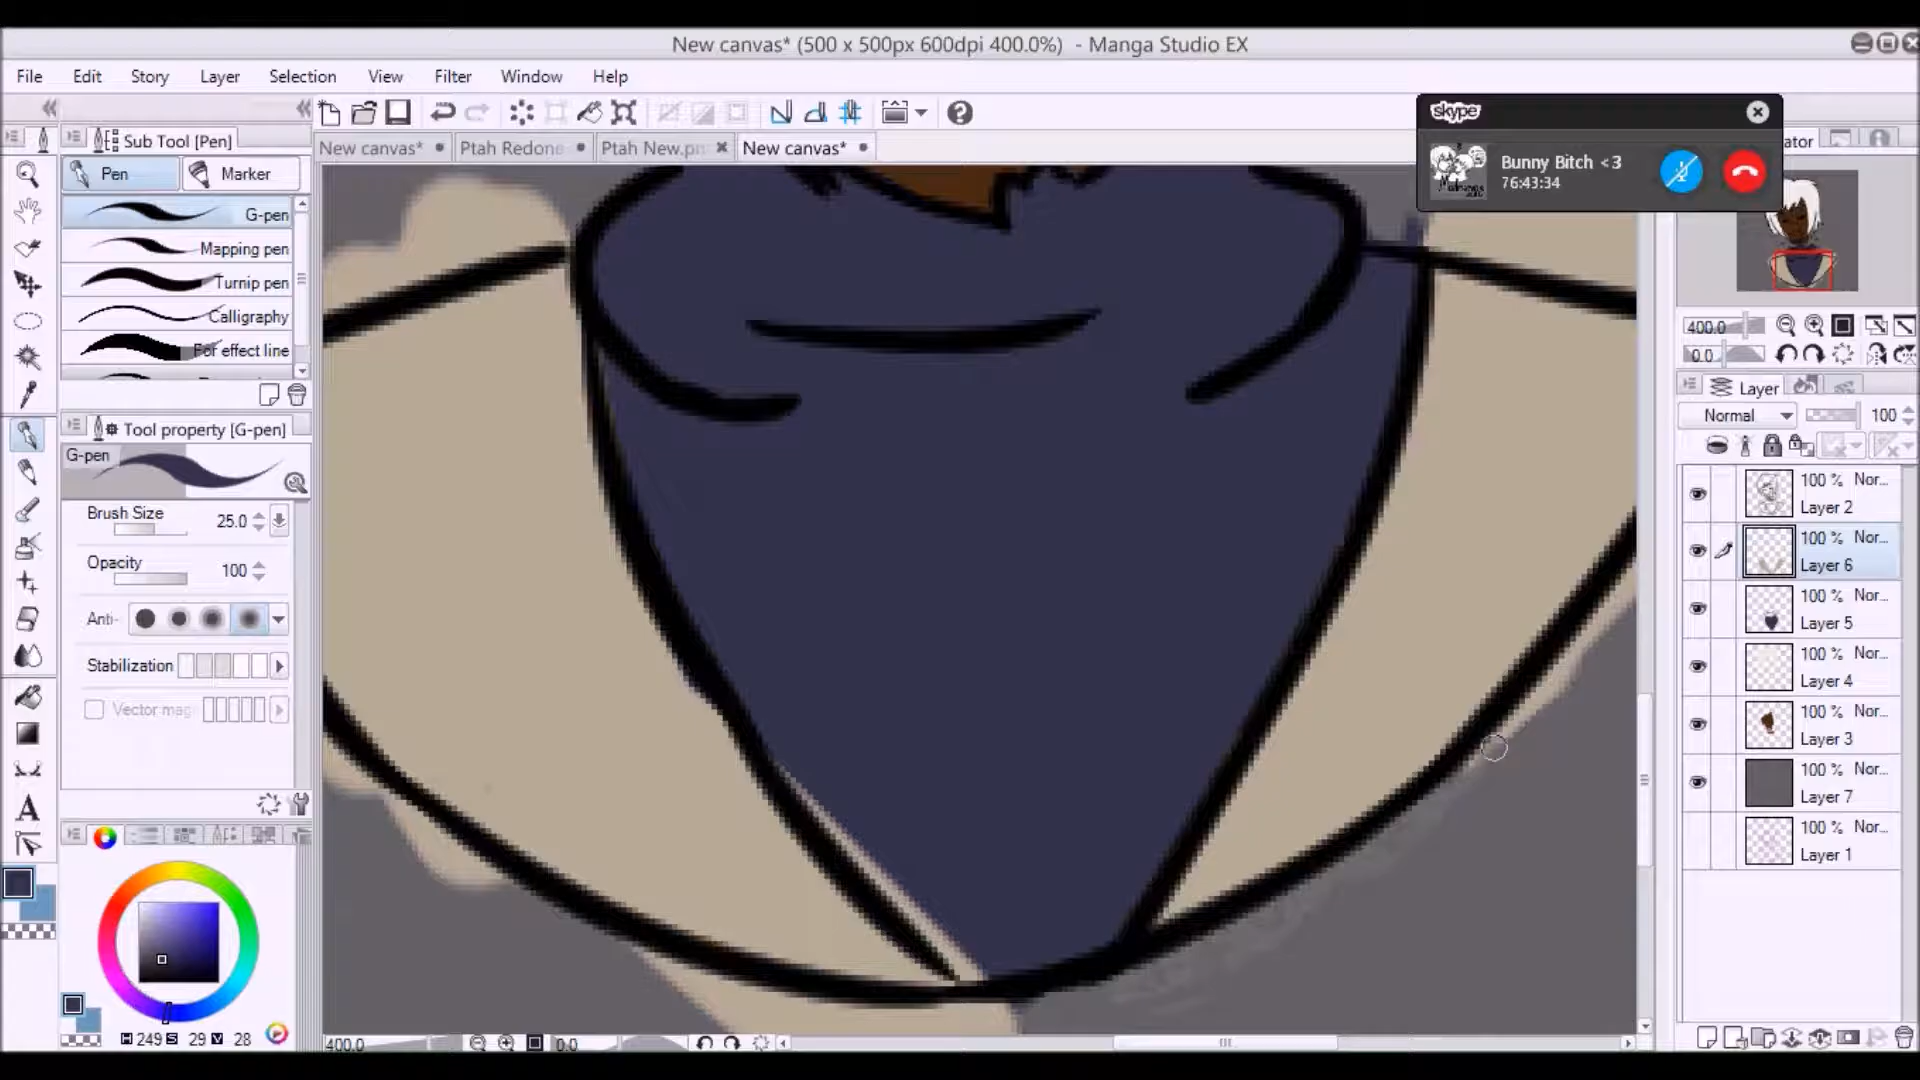 New canvas* (500 x 500px 600dpi 400.0%) - Manga Studio EX
File Edit Story Layer Selection View Filter Window Help
skype
Bunny Bitch <3
76:43:34
Sub Tool [Pen]
New canvas* Ptah Redone Ptah New.pn New canvas*
ator
Pen Marker
G-pen
Mapping pen
Turnip pen
Calligraphy
For effect line
400.0
0.0
Layer
Normal 100
Tool property [G-pen]
G-pen
Brush Size 25.0
Opacity 100
Anti-
Stabilization
Vector mag
100 % Nor...
Layer 2
100 % Nor...
Layer 6
100 % Nor...
Layer 5
100 % Nor...
Layer 4
100 % Nor...
Layer 3
100 % Nor...
Layer 7
100 % Nor...
Layer 1
A
H 249 S 29 V 28
400.0 0.0